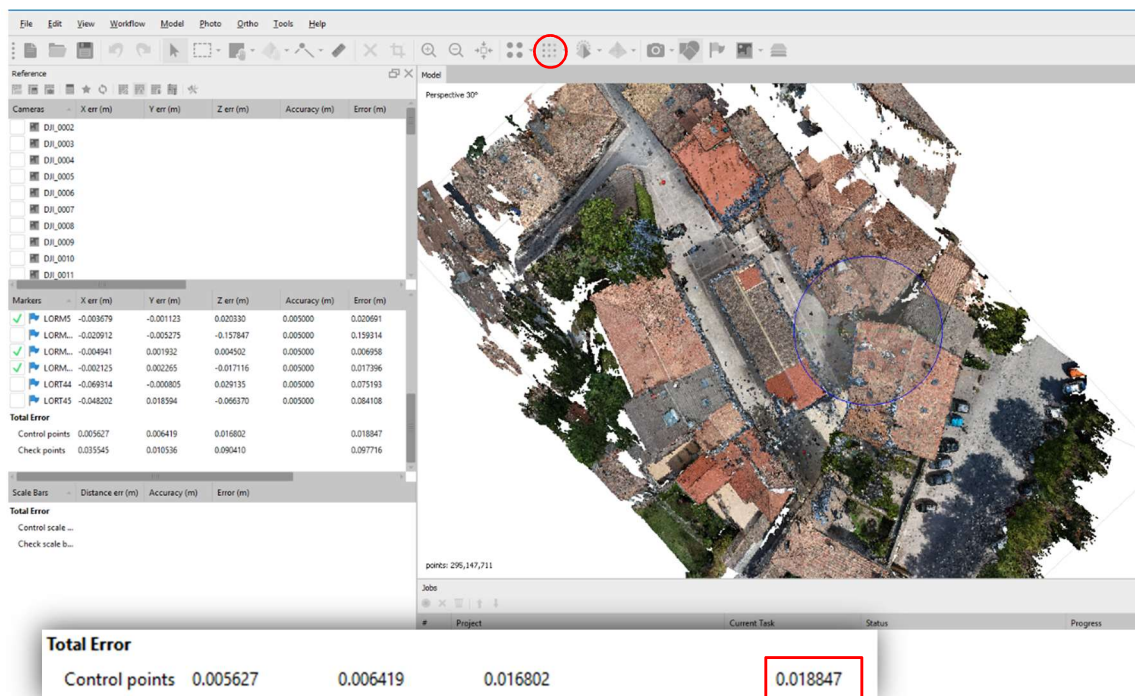 File Edit View Workflow Model Photo Ortho Tools Help
Reference
Model
Cameras X err (m) Y err (m) Z err (m) Accuracy (m) Error (m)
Perspective 30°
DJI_0002
DJI_0003
DJI_0004
DJI_0005
DJI_0006
DJI_0007
DJI_0008
DJI_0009
DJI_0010
DJI_0011
Markers X err (m) Y err (m) Z err (m) Accuracy (m) Error (m)
LORM5 -0.003679 -0.001123 0.020330 0.005000 0.020691
LORM... -0.020912 -0.005275 -0.157847 0.005000 0.159314
LORM... -0.004941 0.001932 0.004502 0.005000 0.006958
LORM... -0.002125 0.002265 -0.017116 0.005000 0.017396
LORT44 -0.069314 -0.000805 0.029135 0.005000 0.075193
LORT45 -0.048202 0.018594 -0.066370 0.005000 0.084108
Total Error
Control points 0.005627 0.006419 0.016802 0.018847
Check points 0.035545 0.010536 0.090410 0.097716
Scale Bars Distance err (m) Accuracy (m) Error (m)
Total Error
Control scale ...
Check scale b...
points: 295,147,711
Jobs
# Project Current Task Status Progress
Total Error
Control points 0.005627 0.006419 0.016802 0.018847